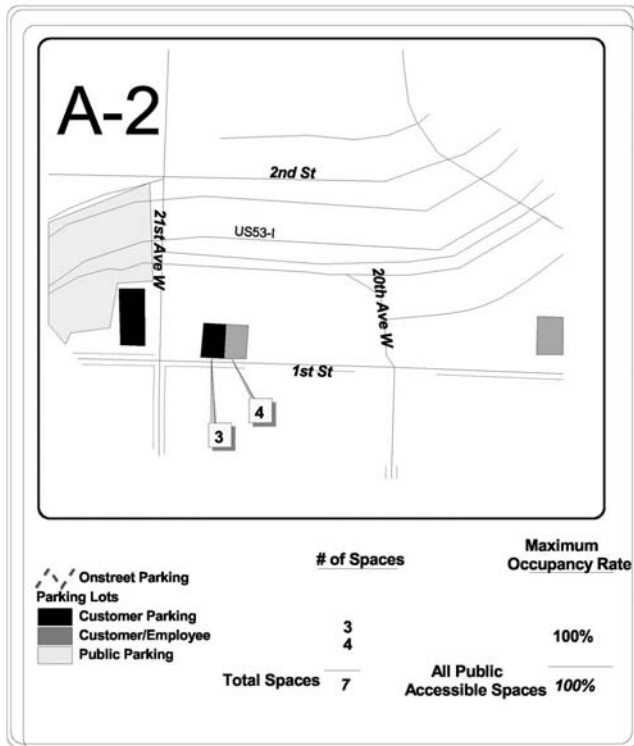 A-2
2nd St
21st Ave W
US53-I
20th Ave W
1st St
4
3
# of Spaces
Maximum
Occupancy Rate
Onstreet Parking
Parking Lots
Customer Parking
Customer/Employee
Public Parking
3
4
100%
Total Spaces 7
All Public
Accessible Spaces 100%